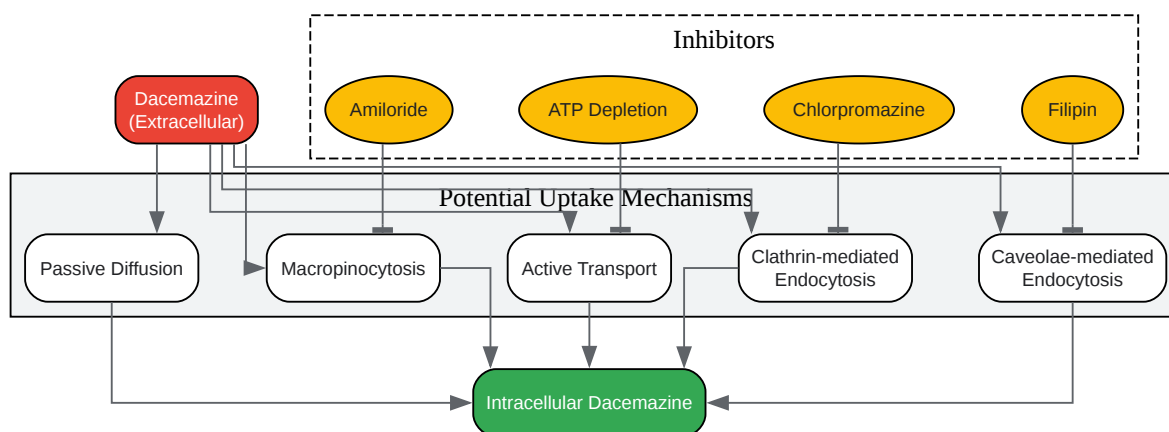 Inhibitors
Dacemazine
(Extracellular)
Amiloride
ATP Depletion
Chlorpromazine
Filipin
Potential Uptake Mechanisms
Passive Diffusion
Macropinocytosis
Active Transport
Clathrin-mediated
Endocytosis
Caveolae-mediated
Endocytosis
Intracellular Dacemazine